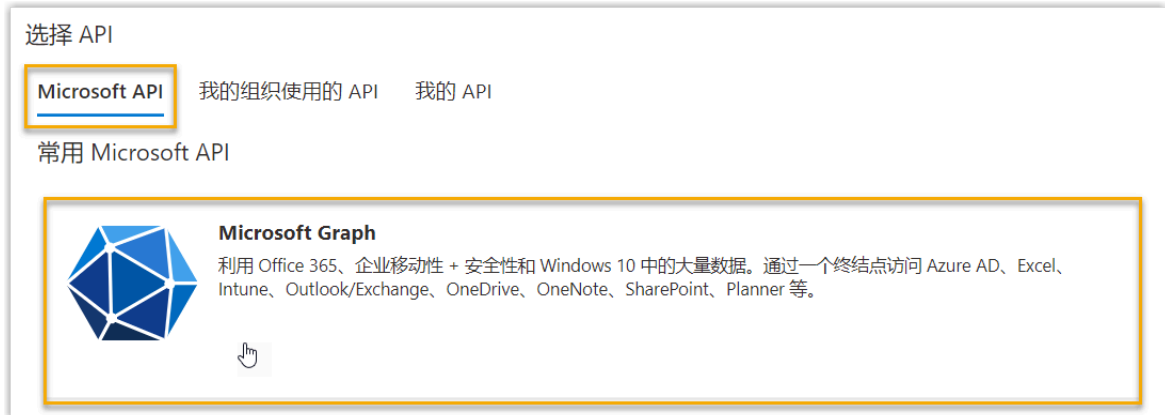 选择 API
Microsoft API 我的组织使用的 API 我的 API
常用 Microsoft API
Microsoft Graph
利用 Office 365、企业移动性 + 安全性和 Windows 10 中的大量数据。通过一个终结点访问 Azure AD、Excel、
Intune、Outlook/Exchange、OneDrive、OneNote、SharePoint、Planner 等。